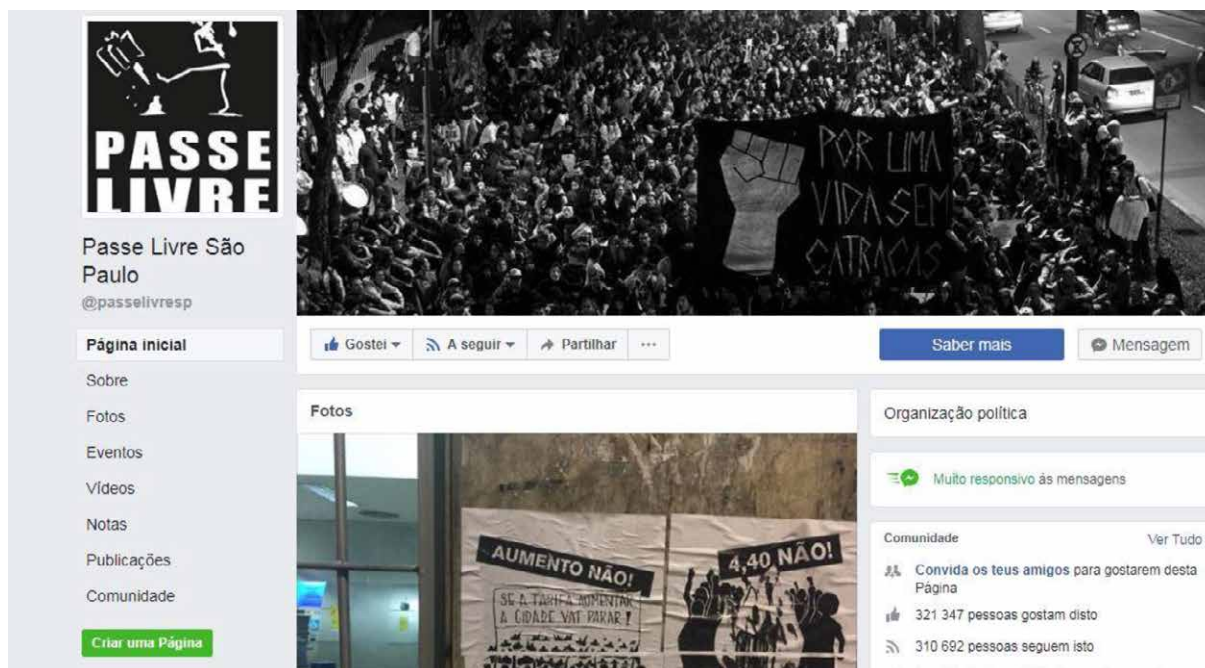 PASSE
LIVRE
Passe Livre São
Paulo
@passelivresp
Página inicial
Sobre
Fotos
Eventos
Vídeos
Notas
Publicações
Comunidade
Criar uma Página
POR UMA
VIDA SEM
CATRACAS
Gostei
A seguir
Partilhar
Saber mais
Mensagem
Fotos
AUMENTO NÃO!
SE A TARIFA AUMENTAR
A CIDADE VAI PARAR!
4,40 NÃO!
Organização política
Muito responsivo às mensagens
Comunidade
Ver Tudo
Convida os teus amigos para gostarem desta
Página
321 347 pessoas gostam disto
310 692 pessoas seguem isto